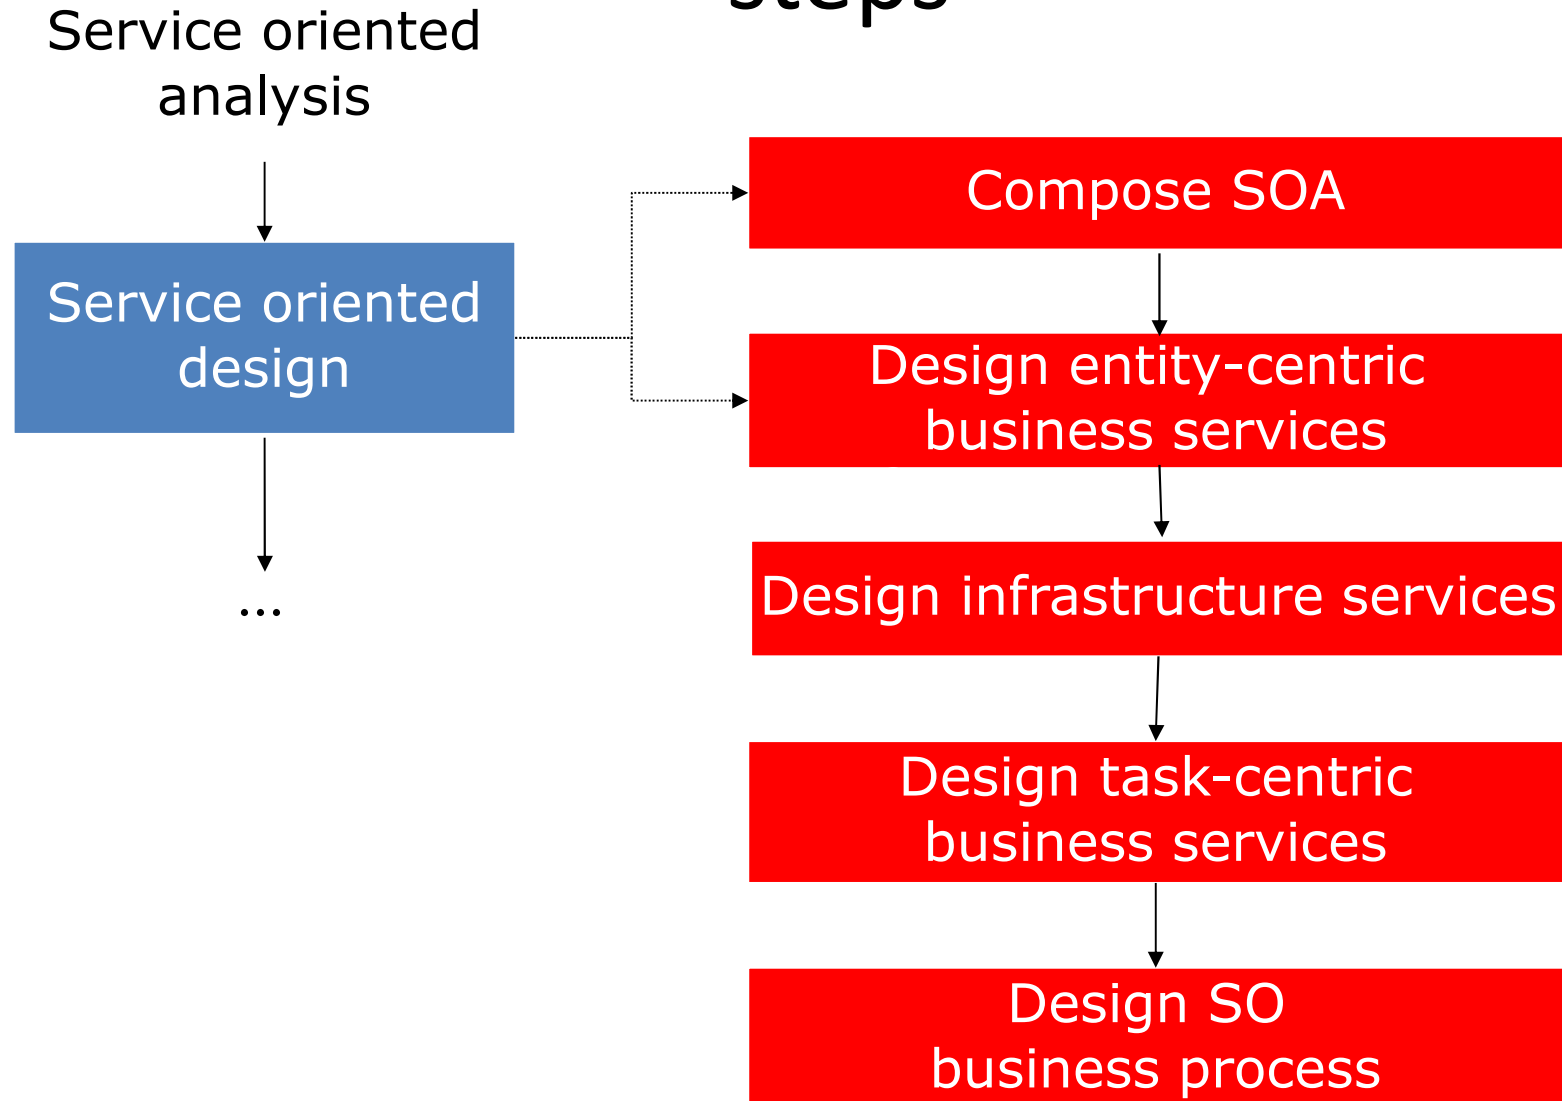 steps
Service oriented
analysis
Service oriented
design
...
Compose SOA
Design entity-centric
business services
Design infrastructure services
Design task-centric
business services
Design SO
business process